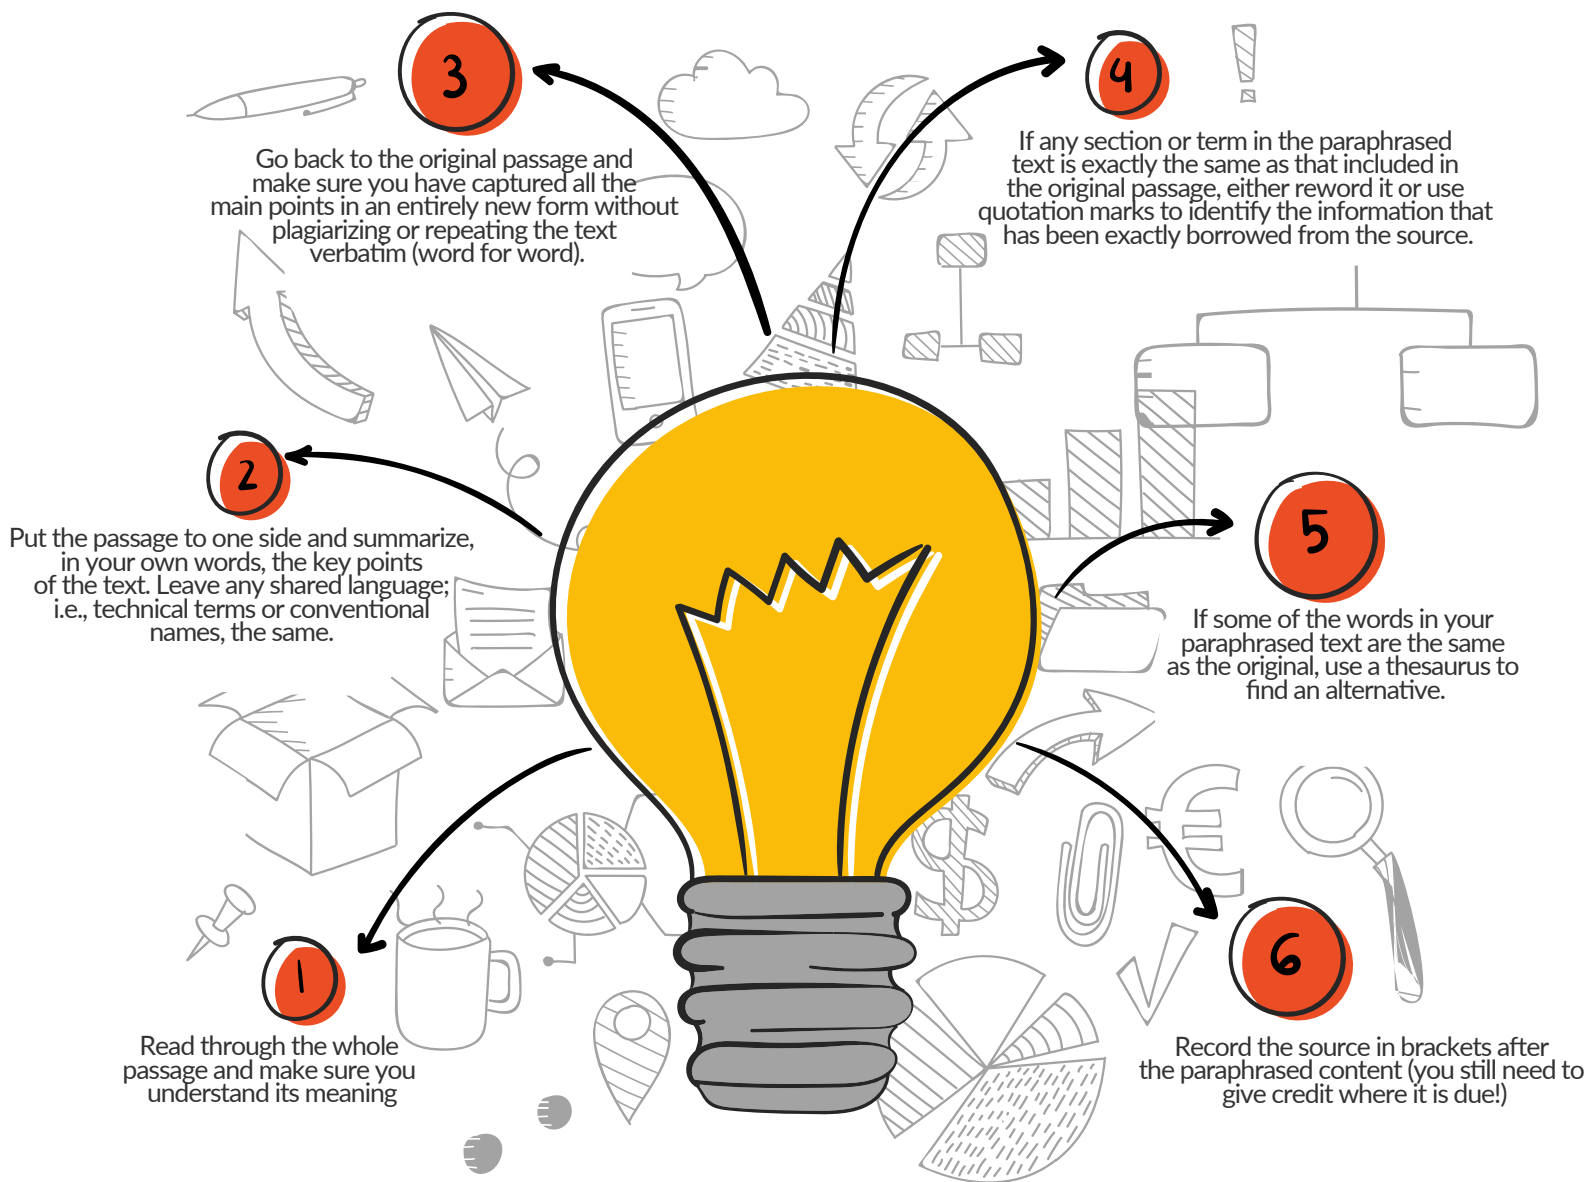 1
Read through the whole
passage and make sure you
understand its meaning
2
Put the passage to one side and summarize,
in your own words, the key points
of the text. Leave any shared language;
i.e., technical terms or conventional
names, the same.
3
Go back to the original passage and
make sure you have captured all the
main points in an entirely new form without
plagiarizing or repeating the text
verbatim (word for word).
4
If any section or term in the paraphrased
text is exactly the same as that included in
the original passage, either reword it or use
quotation marks to identify the information that
has been exactly borrowed from the source.
5
If some of the words in your
paraphrased text are the same
as the original, use a thesaurus to
find an alternative.
6
Record the source in brackets after
the paraphrased content (you still need to
give credit where it is due!)